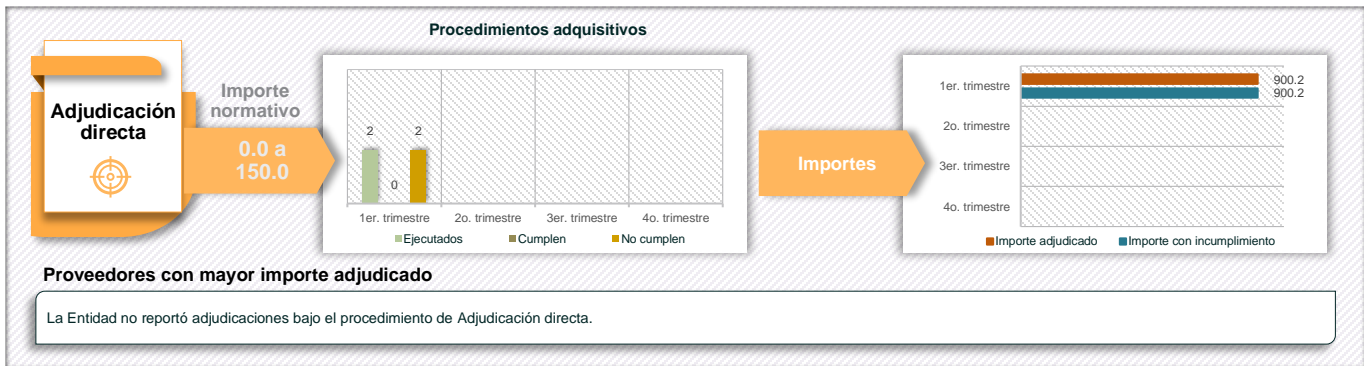 Procedimientos adquisitivos
Adjudicación
directa
Importe
normativo
0.0 a
150.0
2
0
2
1er. trimestre
2o. trimestre
3er. trimestre
4o. trimestre
Ejecutados
Cumplen
No cumplen
Importes
1er. trimestre
900.2
900.2
2o. trimestre
3er. trimestre
4o. trimestre
Importe adjudicado
Importe con incumplimiento
Proveedores con mayor importe adjudicado
La Entidad no reportó adjudicaciones bajo el procedimiento de Adjudicación directa.